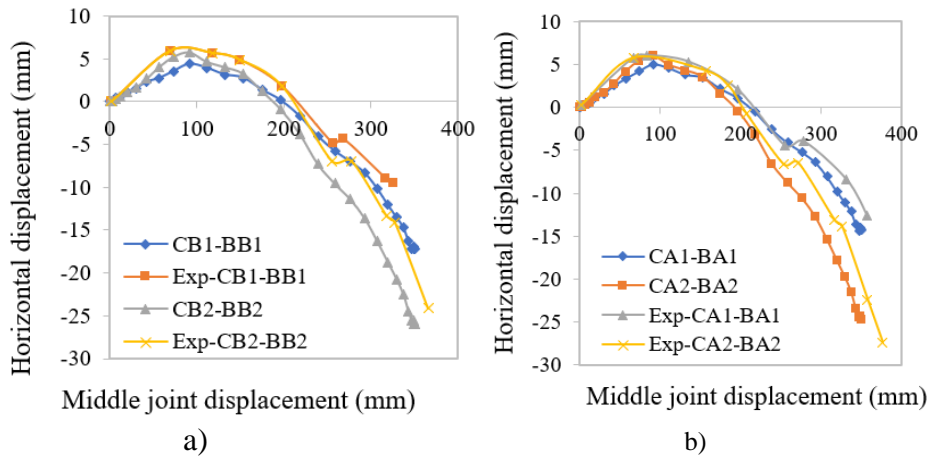 Horizontal displacement (mm)
10
5
0
-5
-10
-15
-20
-25
-30
0
100
200
300
400
CB1-BB1
Exp-CB1-BB1
CB2-BB2
Exp-CB2-BB2
Middle joint displacement (mm)
a)
Horizontal displacement (mm)
10
5
0
-5
-10
-15
-20
-25
-30
0
100
200
300
400
CA1-BA1
CA2-BA2
Exp-CA1-BA1
Exp-CA2-BA2
Middle joint displacement (mm)
b)